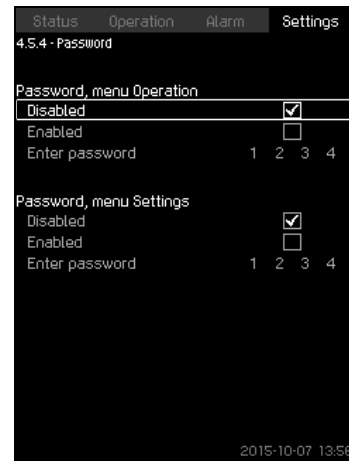 Status Operation Alarm Settings
4.5.4 - Password
Password, menu Operation
Disabled
Enabled
Enter password 1 2 3 4
Password, menu Settings
Disabled
Enabled
Enter password 1 2 3 4
2015-10-07 13:56